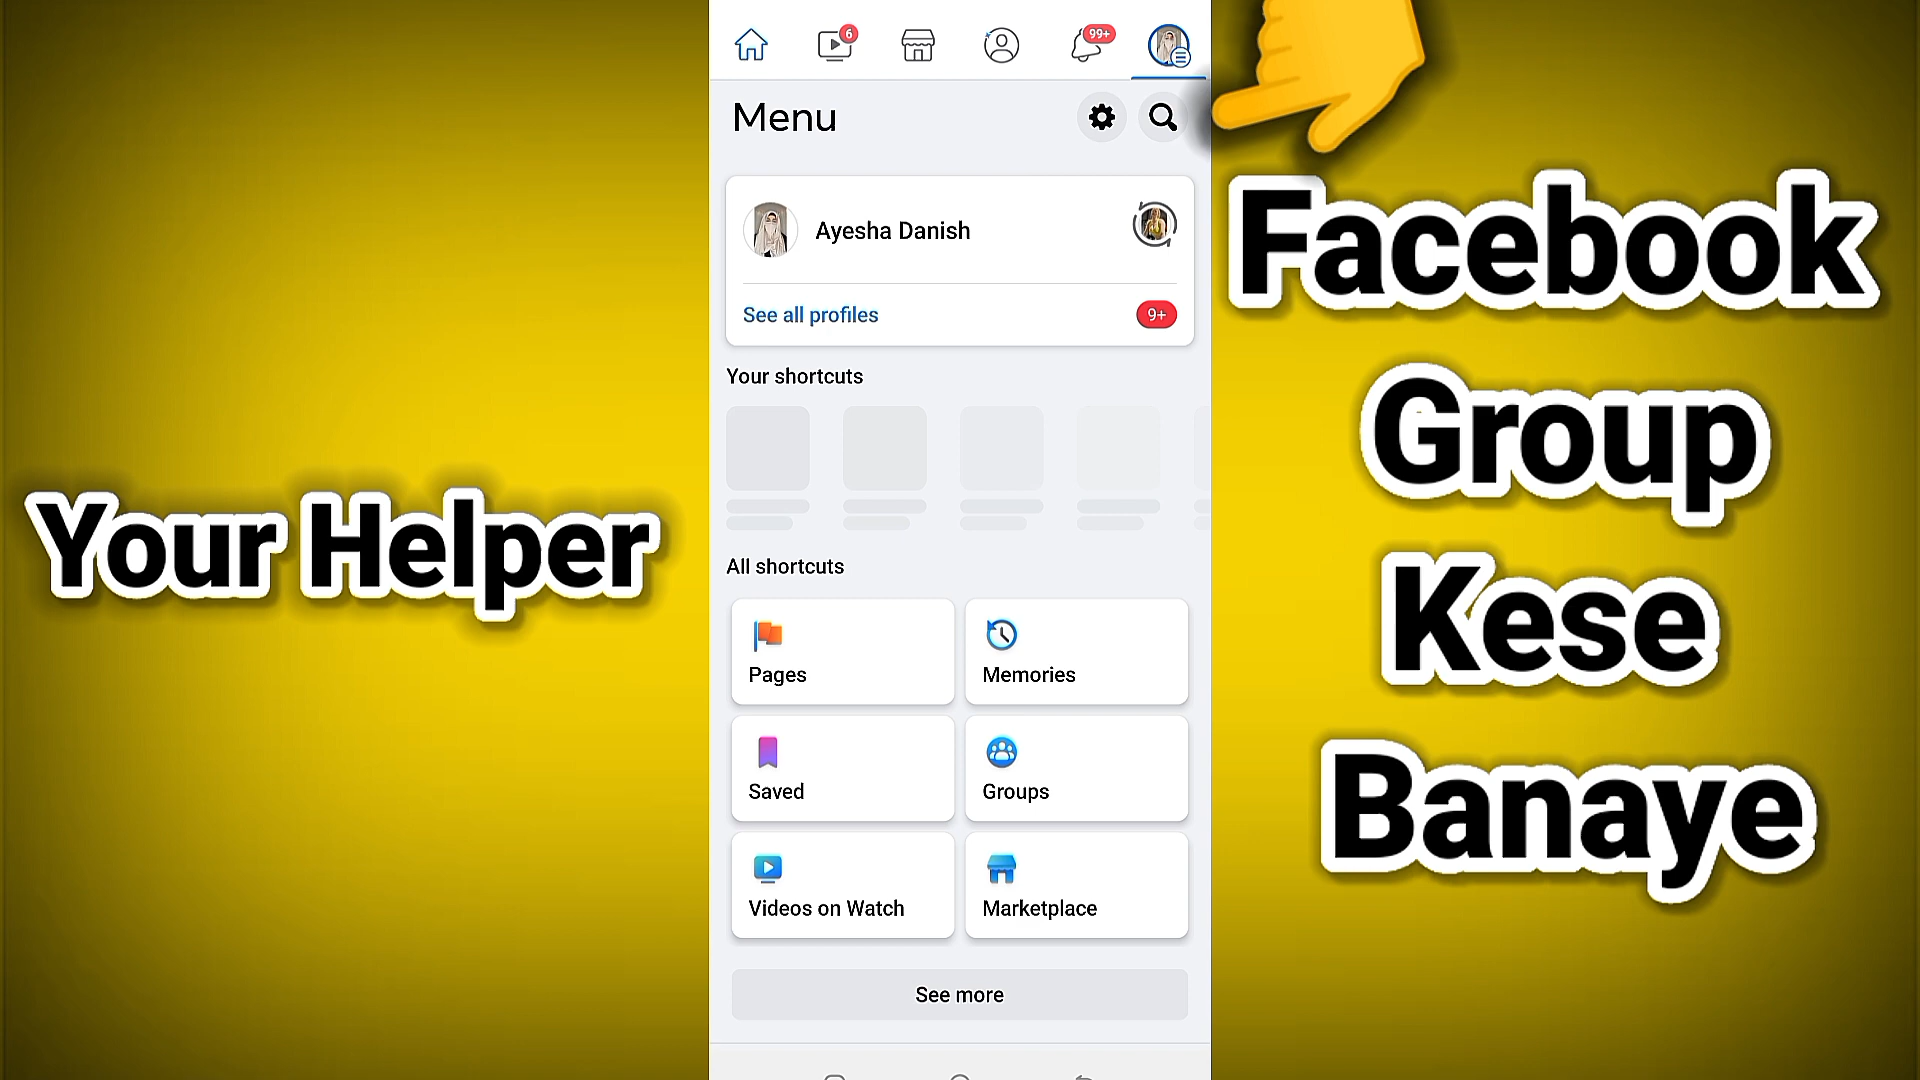 6
99+
Menu
Ayesha Danish
See all profiles
9+
Your shortcuts
All shortcuts
Pages
Memories
Saved
Groups
Videos on Watch
Marketplace
See more
Your Helper
Facebook
Group
Kese
Banaye